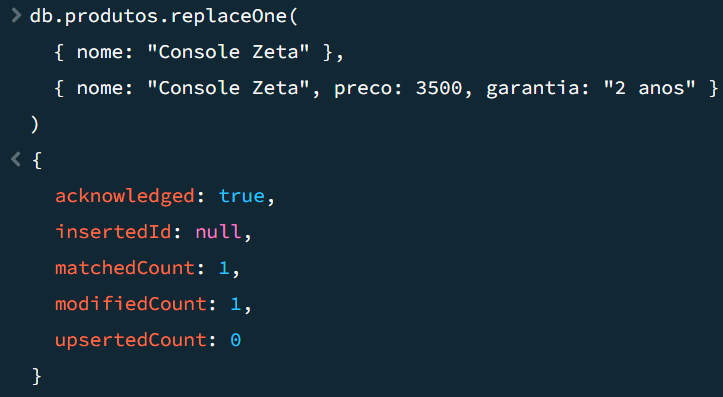 > db.produtos.replaceOne(
{ nome: "Console Zeta" },
{ nome: "Console Zeta", preco: 3500, garantia: "2 anos" }
)
< {
acknowledged: true,
insertedId: null,
matchedCount: 1,
modifiedCount: 1,
upsertedCount: 0
}